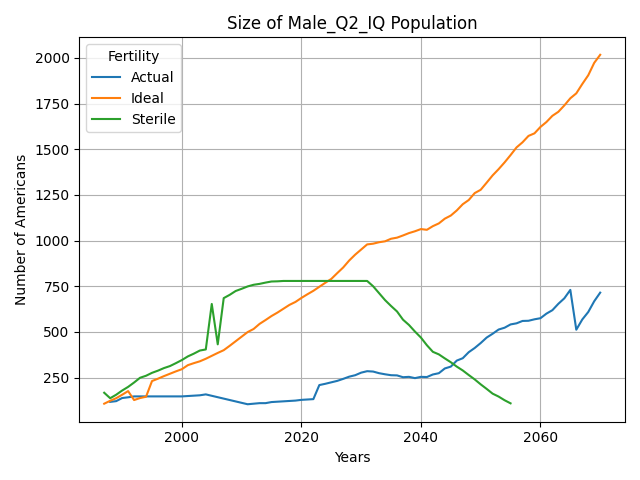 Size of Male_Q2_IQ Population
Fertility
Actual
Ideal
Sterile
Number of Americans
2000
1750
1500
1250
1000
750
500
250
2000
2020
2040
2060
Years